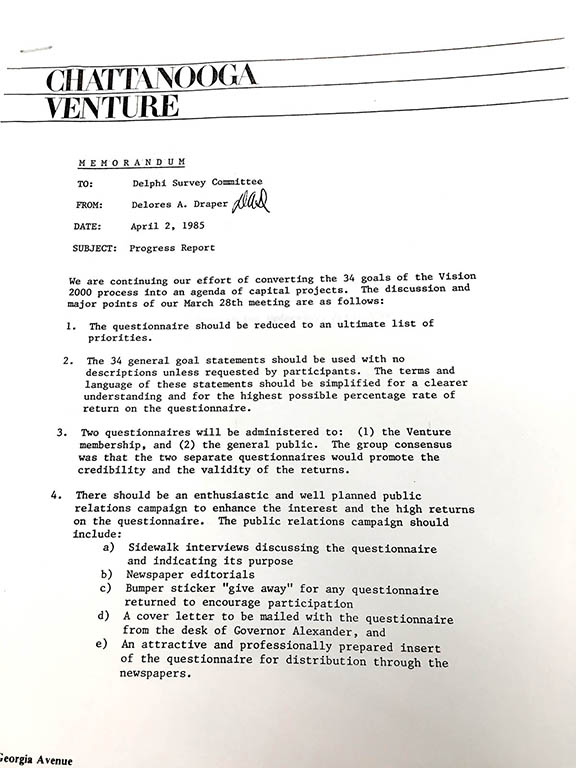 CHATTANOOGA
VENTURE
MEMORANDUM
TO: Delphi Survey Committee
FROM: Delores A. Draper DAD
DATE: April 2, 1985
SUBJECT: Progress Report
We are continuing our effort of converting the 34 goals of the Vision
2000 process into an agenda of capital projects. The discussion and
major points of our March 28th meeting are as follows:
1. The questionnaire should be reduced to an ultimate list of
priorities.
2. The 34 general goal statements should be used with no
descriptions unless requested by participants. The terms and
language of these statements should be simplified for a clearer
understanding and for the highest possible percentage rate of
return on the questionnaire.
3. Two questionnaires will be administered to: (1) the Venture
membership, and (2) the general public. The group consensus
was that the two separate questionnaires would promote the
credibility and the validity of the returns.
4. There should be an enthusiastic and well planned public
relations campaign to enhance the interest and the high returns
on the questionnaire. The public relations campaign should
include:
a) Sidewalk interviews discussing the questionnaire
and indicating its purpose
b) Newspaper editorials
c) Bumper sticker "give away" for any questionnaire
returned to encourage participation
d) A cover letter to be mailed with the questionnaire
from the desk of Governor Alexander, and
e) An attractive and professionally prepared insert
of the questionnaire for distribution through the
newspapers.
Georgia Avenue